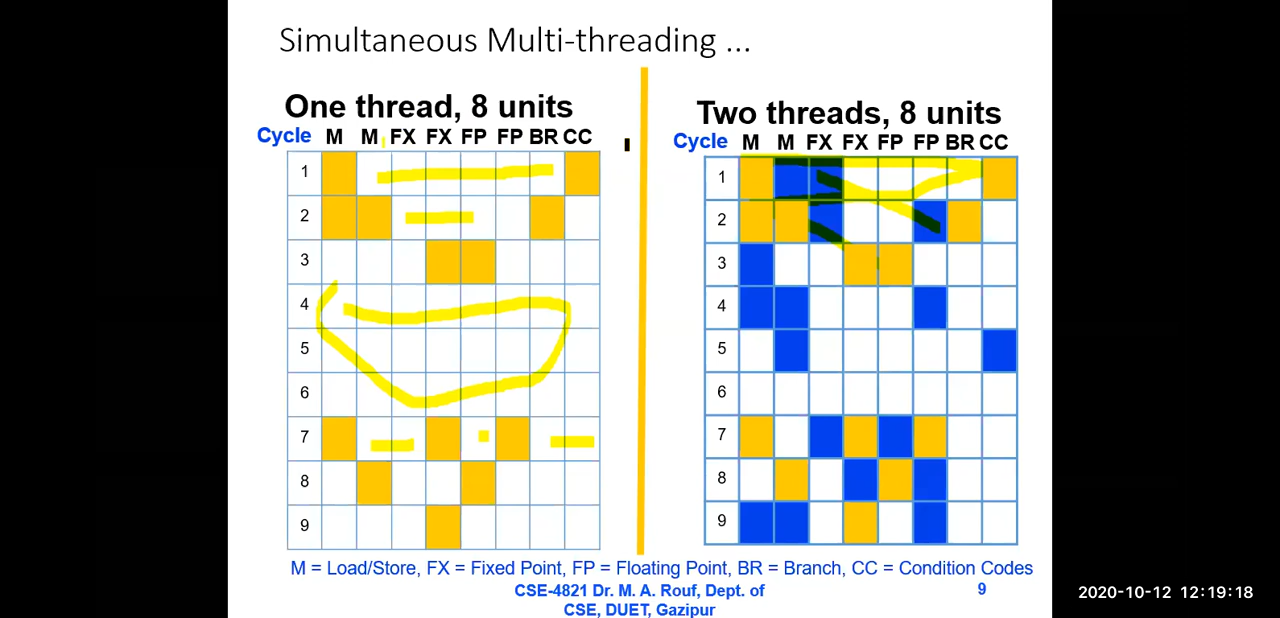 Simultaneous Multi-threading ...
One thread, 8 units
Cycle M M FX FX FP FP BR CC
1
2
3
4
5
6
7
8
9
Two threads, 8 units
Cycle M M FX FX FP FP BR CC
1
2
3
4
5
6
7
8
9
M = Load/Store, FX = Fixed Point, FP = Floating Point, BR = Branch, CC = Condition Codes
CSE-4821 Dr. M. A. Rouf, Dept. of
CSE, DUET, Gazipur
9
2020-10-12 12:19:18